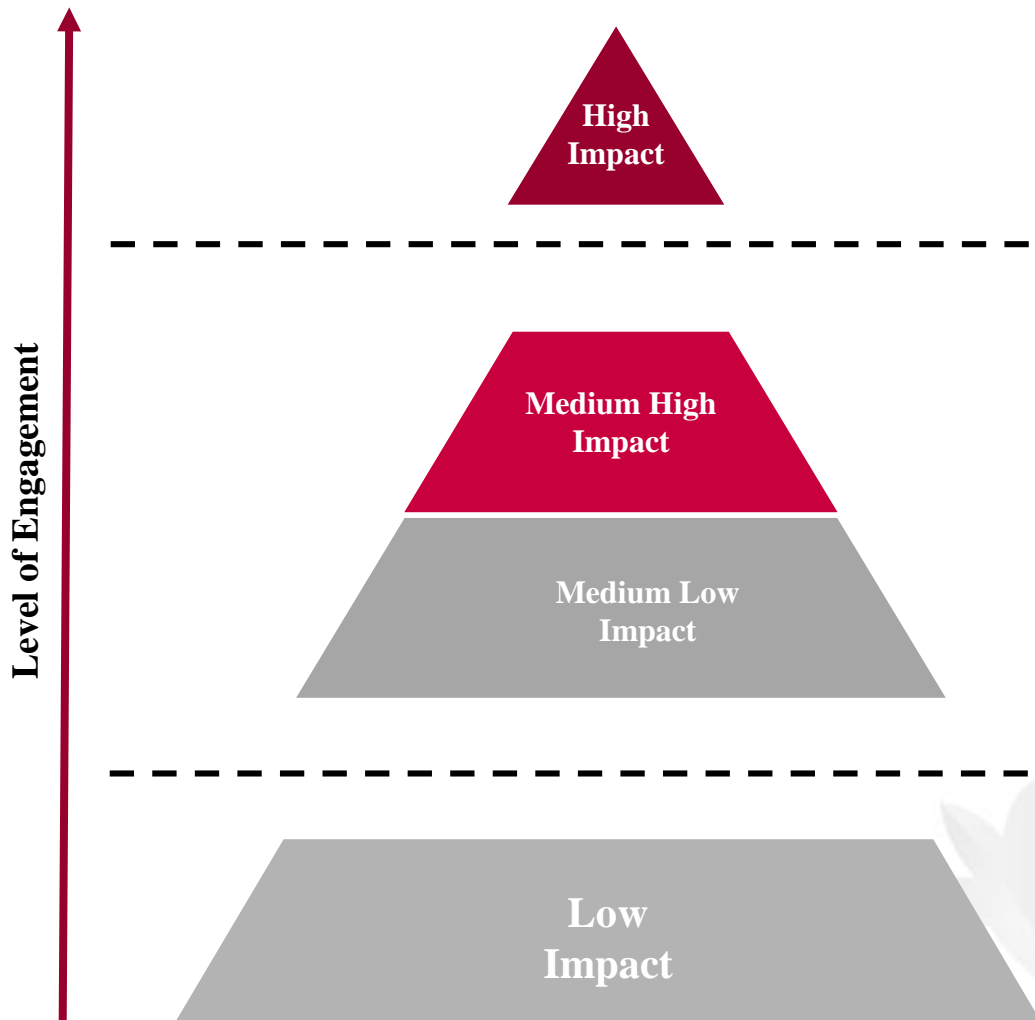 High
Impact
Medium High
Impact
Medium Low
Impact
Low
Impact
Level of Engagement